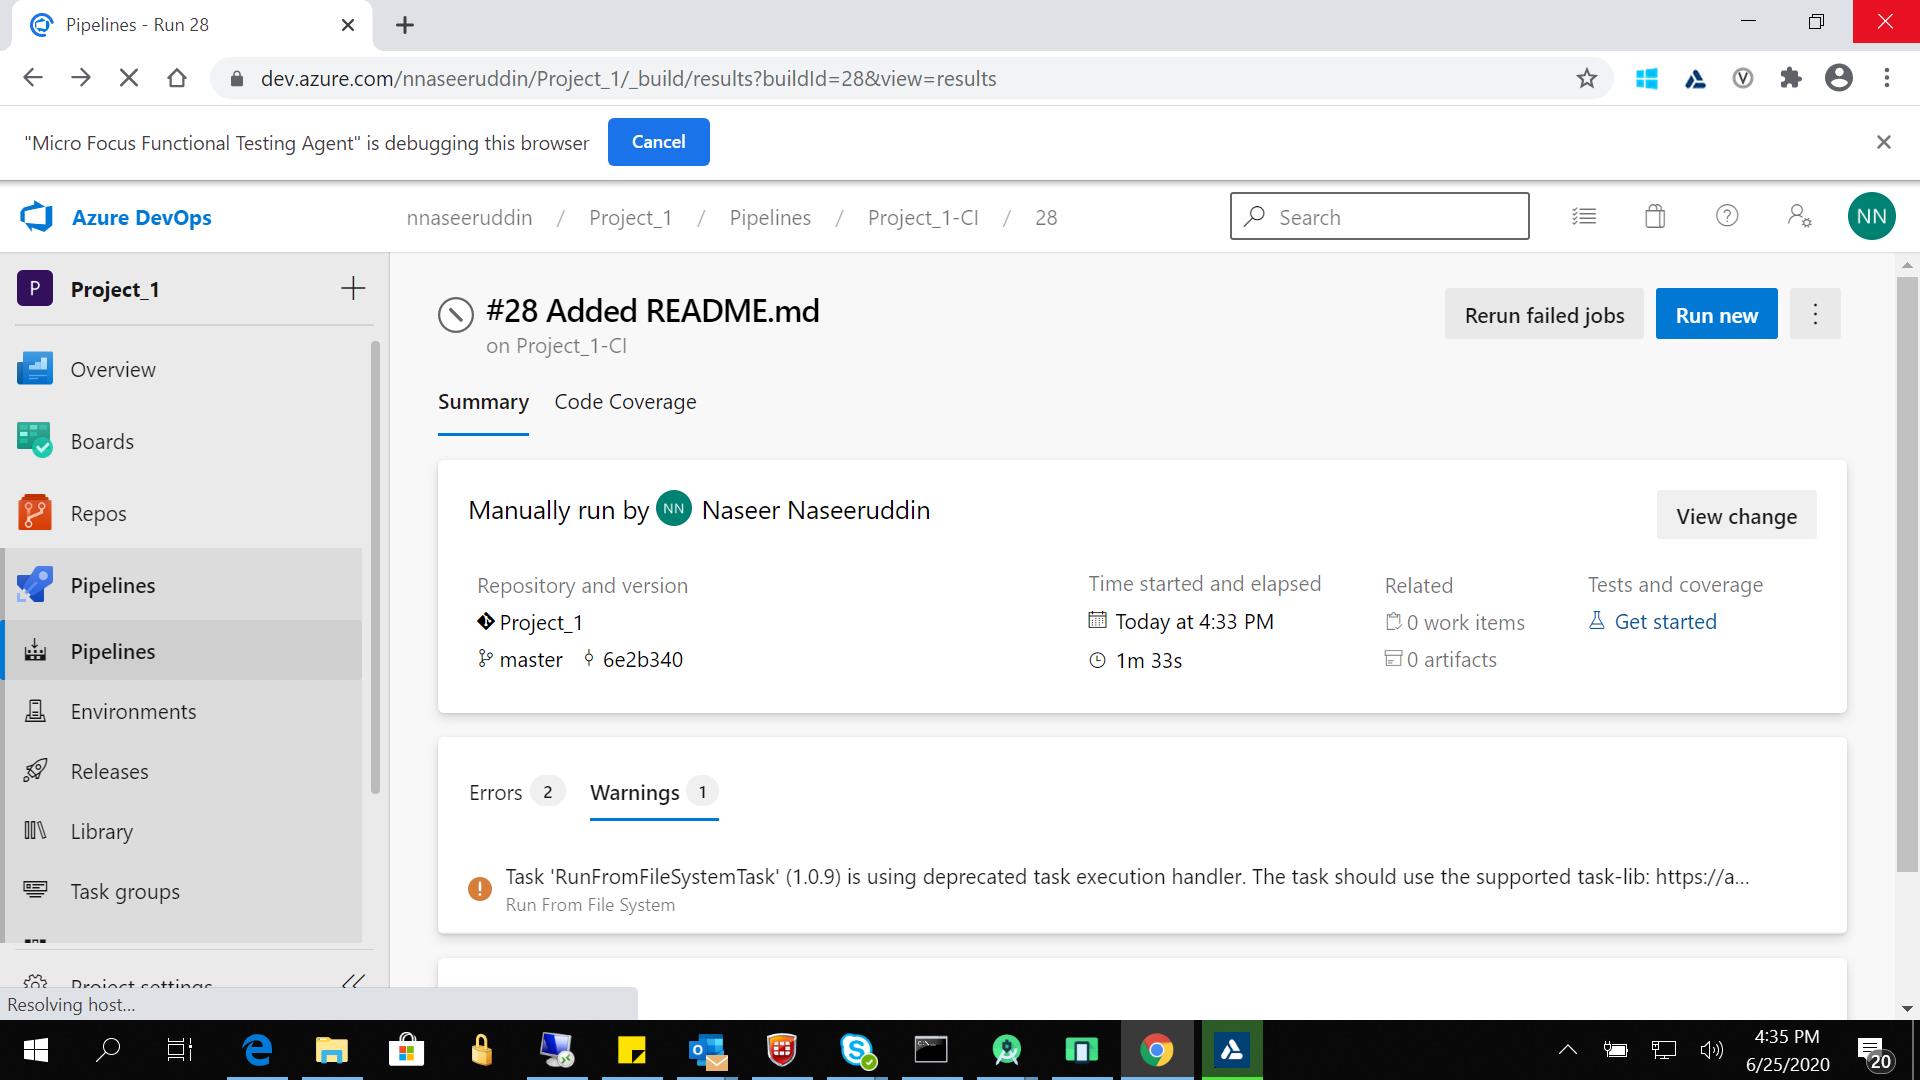 Pipelines - Run 28
dev.azure.com/nnaseeruddin/Project_1/_build/results?buildId=28&view=results
"Micro Focus Functional Testing Agent" is debugging this browser
Cancel
Azure DevOps
nnaseeruddin / Project_1 / Pipelines / Project_1-CI / 28
Search
NN
P
Project_1
Overview
Boards
Repos
Pipelines
Pipelines
Environments
Releases
Library
Task groups
Project settings
Resolving host...
#28 Added README.md
on Project_1-CI
Rerun failed jobs
Run new
Summary
Code Coverage
Manually run by NN Naseer Naseeruddin
View change
Repository and version
Project_1
master 6e2b340
Time started and elapsed
Today at 4:33 PM
1m 33s
Related
0 work items
0 artifacts
Tests and coverage
Get started
Errors 2
Warnings 1
Task 'RunFromFileSystemTask' (1.0.9) is using deprecated task execution handler. The task should use the supported task-lib: https://a...
Run From File System
4:35 PM
6/25/2020
20